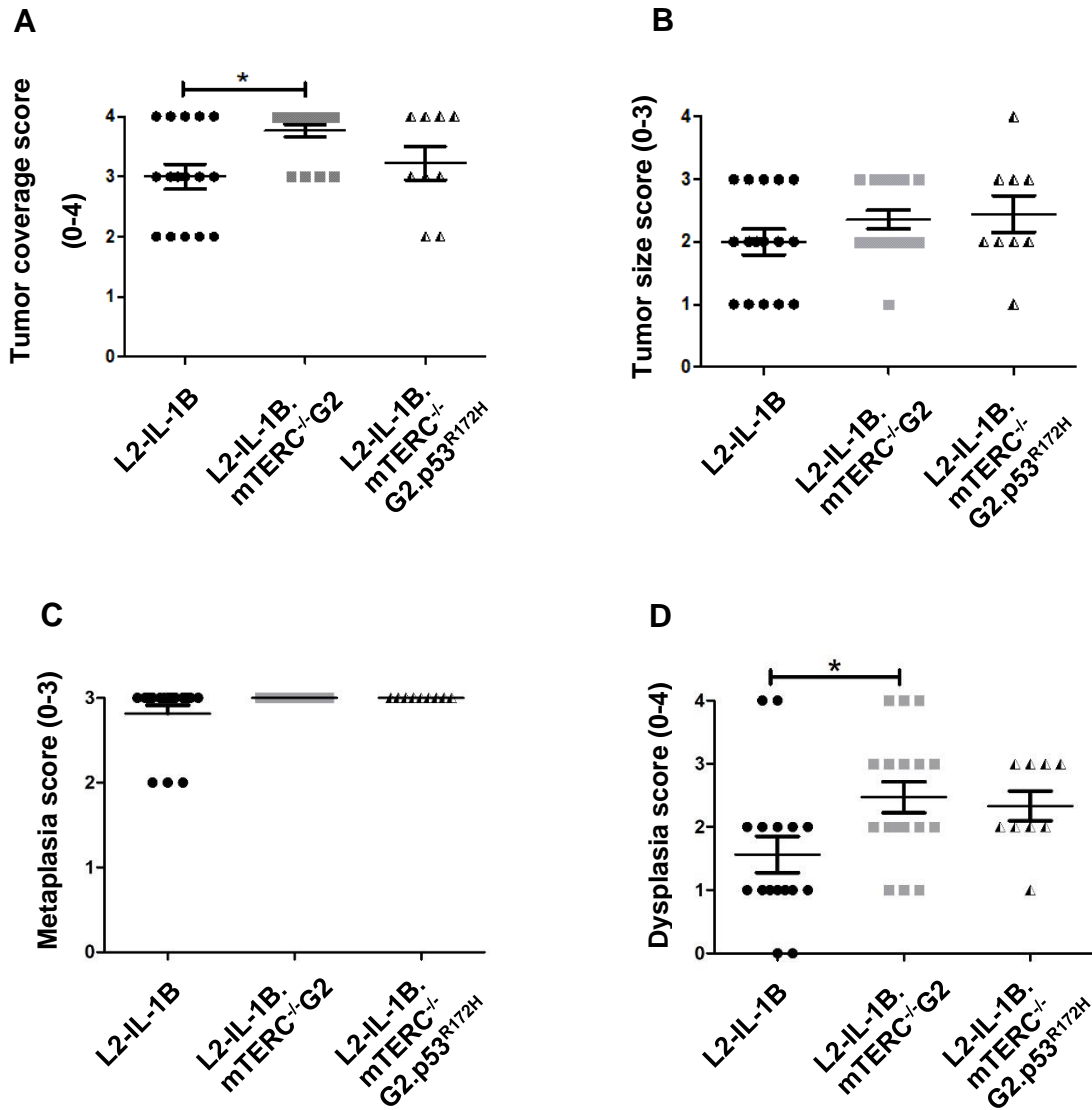 A
Tumor coverage score
(0-4)
*
4
3
2
0
L2-IL-1B
L2-IL-1B.
mTERC-/-G2
L2-IL-1B.
mTERC-/-
G2.p53R172H
B
Tumor size score (0-3)
4
3
2
1
0
L2-IL-1B
L2-IL-1B.
mTERC-/-G2
L2-IL-1B.
mTERC-/-
G2.p53R172H
C
Metaplasia score (0-3)
3
2
0
L2-IL-1B
L2-IL-1B.
mTERC-/-G2
L2-IL-1B.
mTERC-/-
G2.p53R172H
D
Dysplasia score (0-4)
*
4
3
2
1
0
L2-IL-1B
L2-IL-1B.
mTERC-/-G2
L2-IL-1B.
mTERC-/-
G2.p53R172H